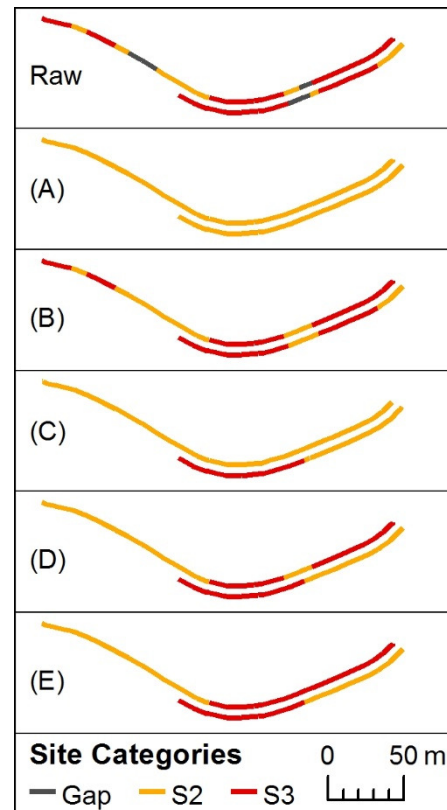 Raw
(A)
(B)
(C)
(D)
(E)
Site Categories
0 50 m
Gap S2 S3